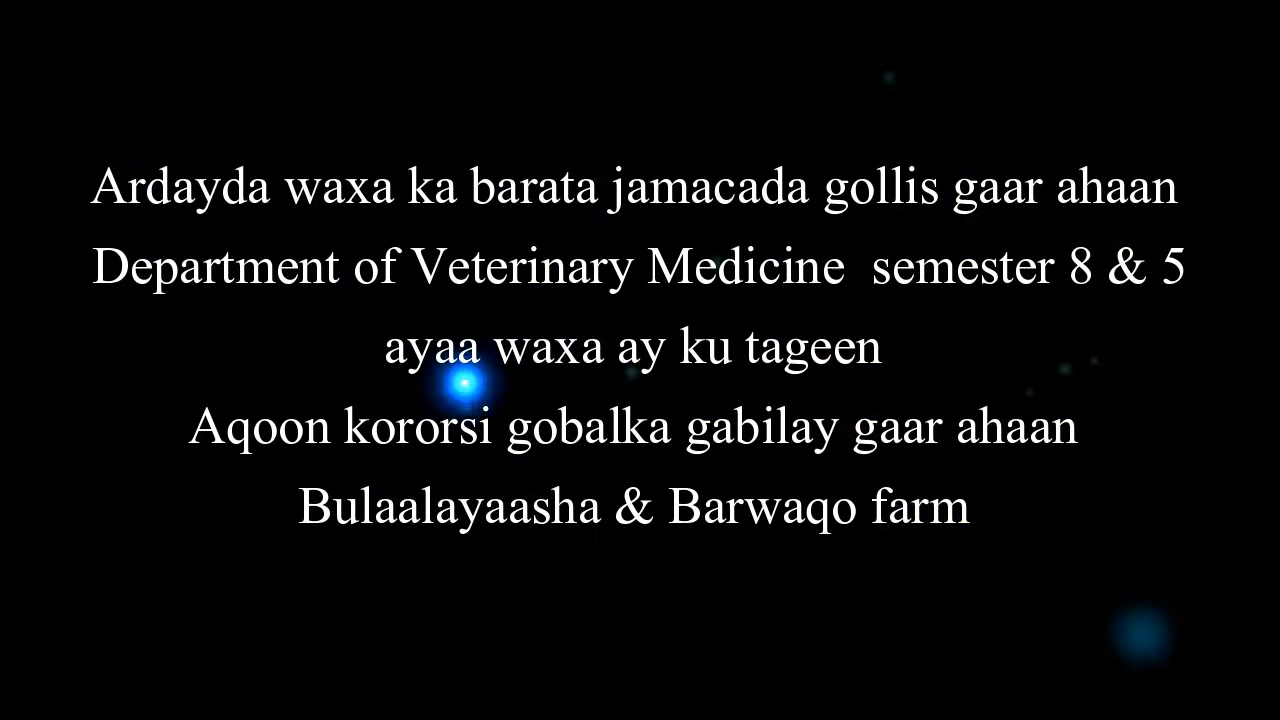 Ardayda waxa ka barata jamacada gollis gaar ahaan
Department of Veterinary Medicine  semester 8 & 5
ayaa waxa ay ku tageen
Aqoon kororsi gobalka gabilay gaar ahaan
Bulaalayaasha & Barwaqo farm